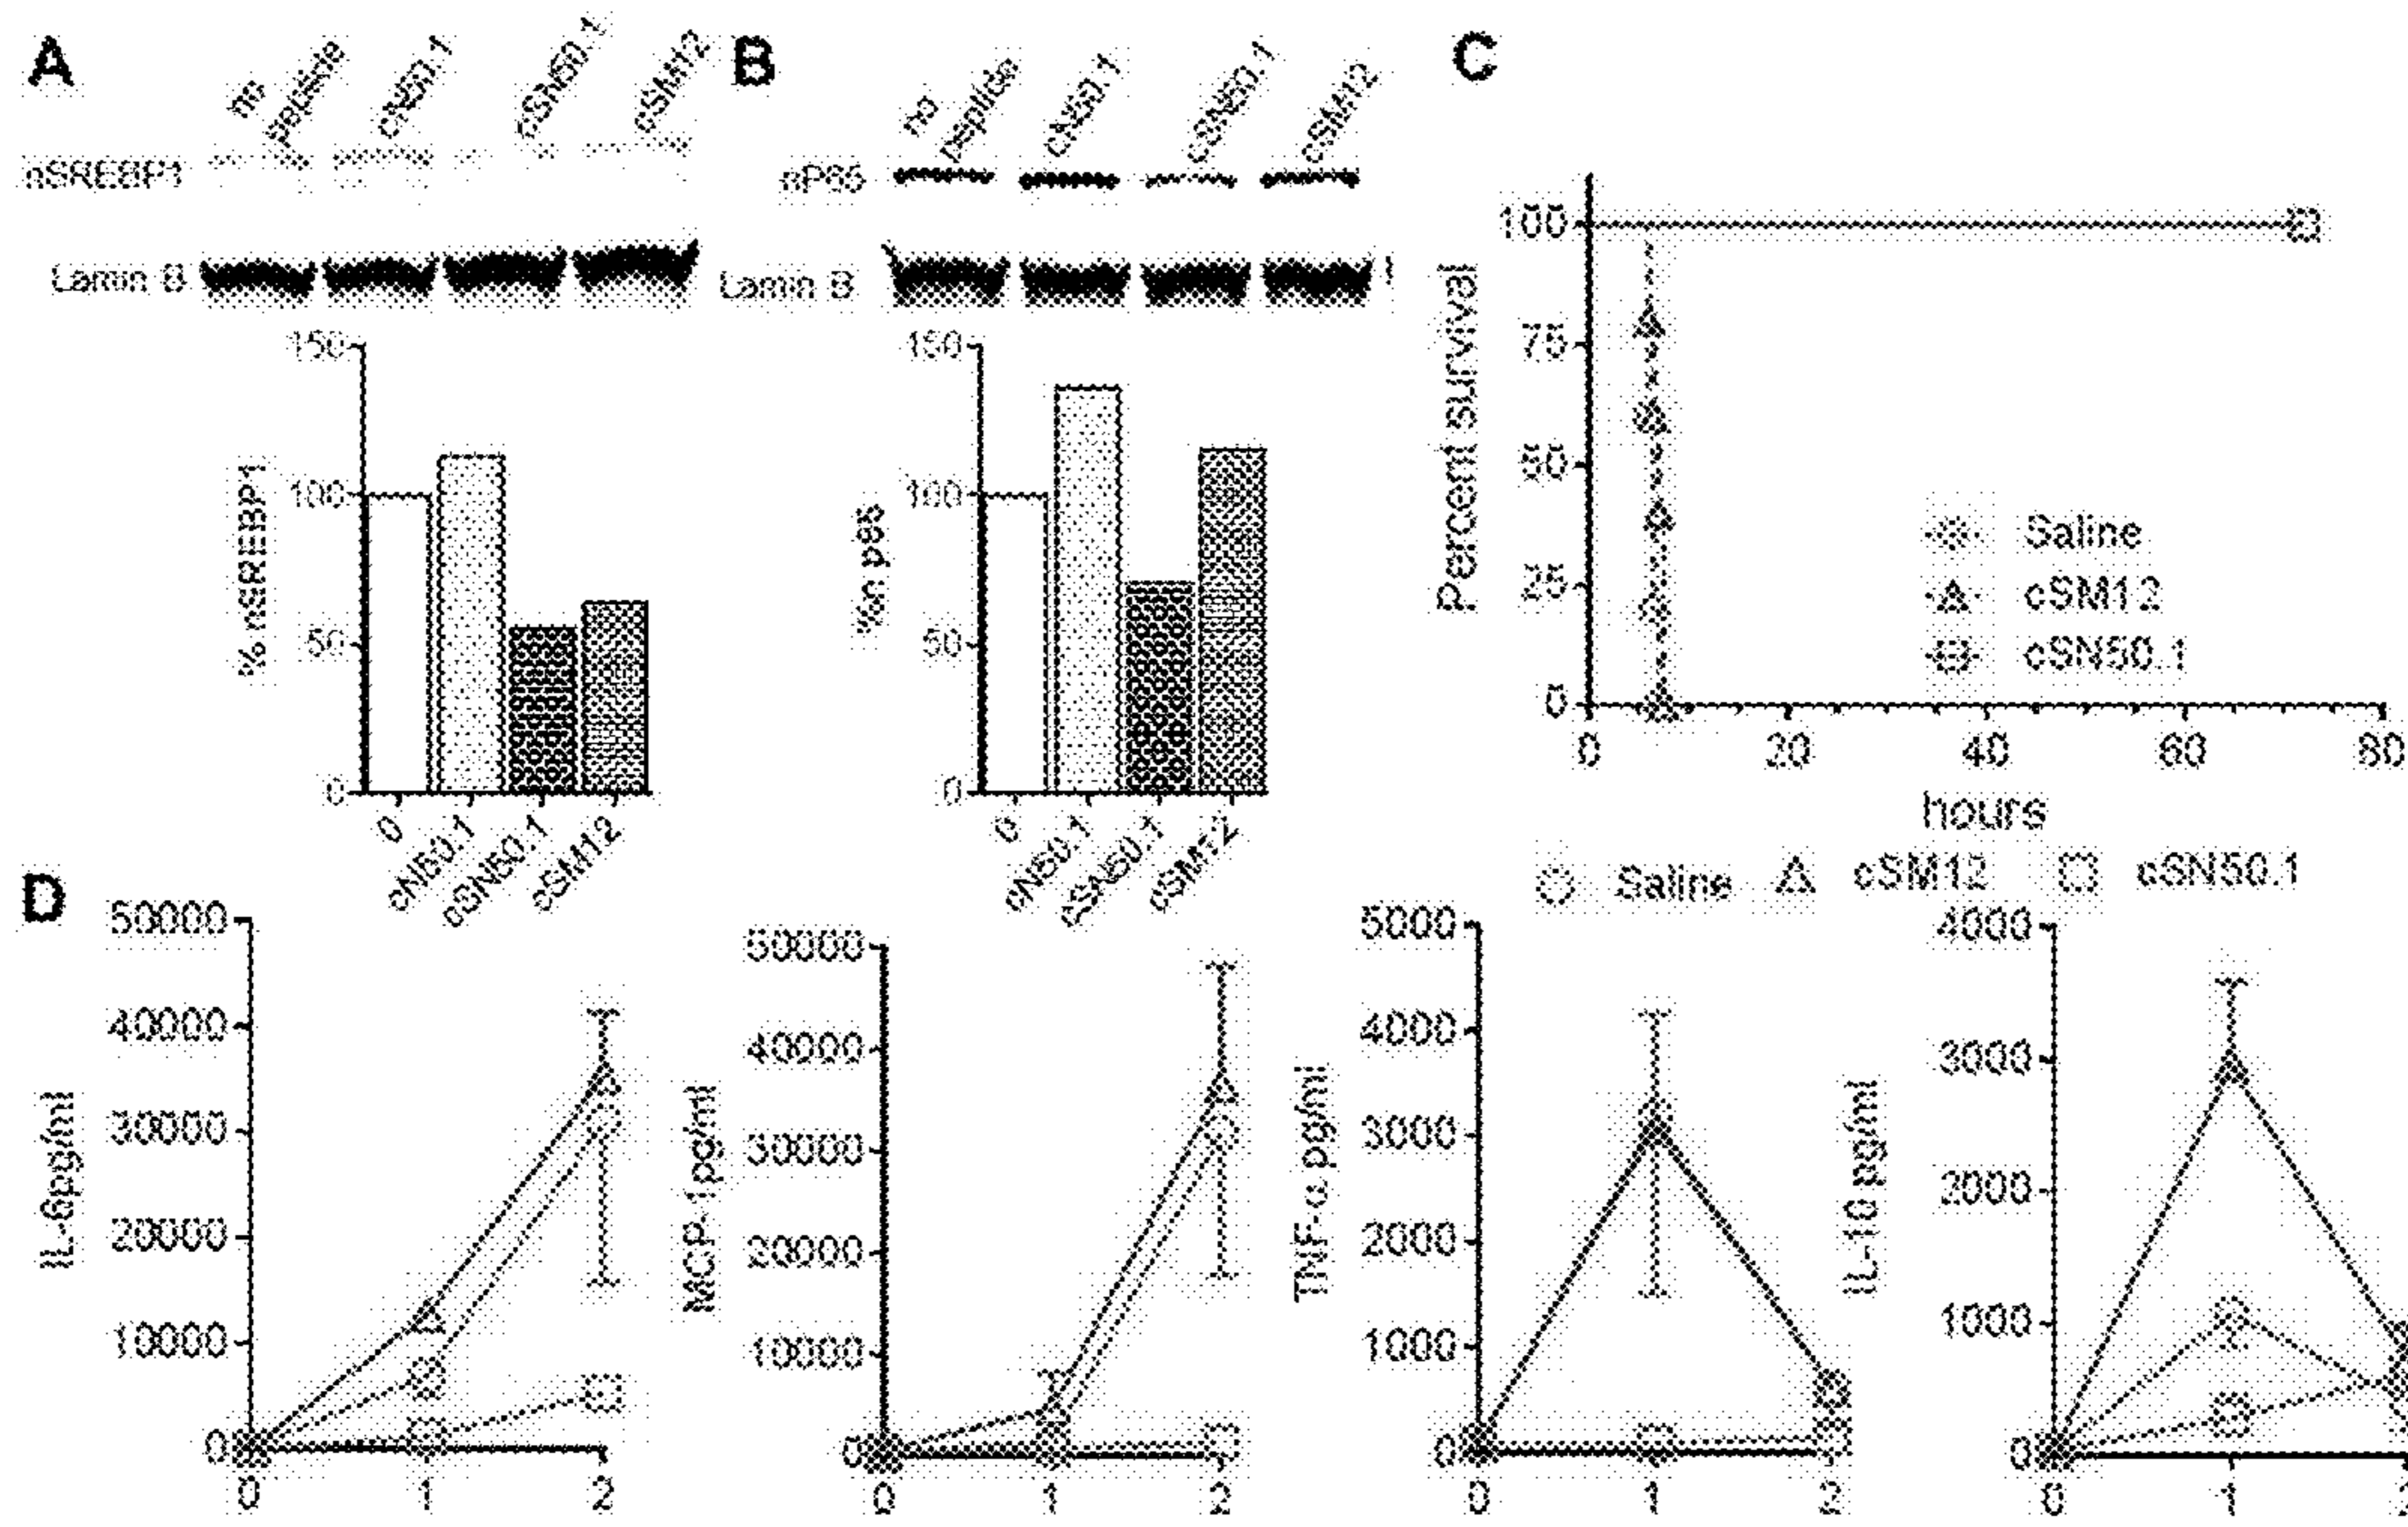 A
no peptide
cN50.1
cSN50.1
cSM12
nSREBP1
Lamin B
150
100
50
0
% nSREBP1
0
cN50.1
cSN50.1
cSM12
B
no peptide
cN50.1
cSN50.1
cSM12
nP65
Lamin B
150
100
50
0
%n p65
0
cN50.1
cSN50.1
cSM12
C
100
75
50
25
0
Percent survival
Saline
cSM12
cSN50.1
0 20 40 60 80
hours
D
Saline cSM12 cSN50.1
50000
40000
30000
20000
10000
0
IL-6pg/ml
0 1 2
50000
40000
30000
20000
10000
0
MCP-1pg/ml
0 1 2
5000
4000
3000
2000
1000
0
TNF-α pg/ml
0 1 2
4000
3000
2000
1000
0
IL-10 pg/ml
0 1